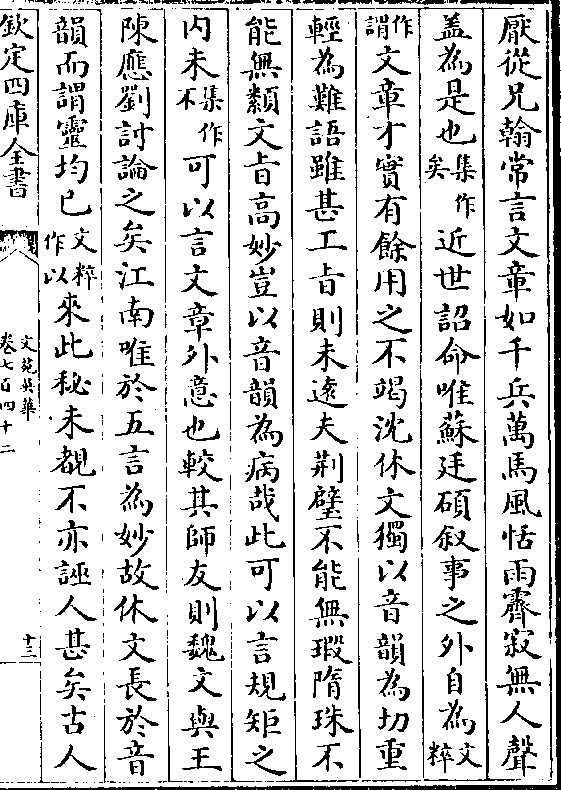 厭從兄翰常言文章如千兵萬馬風恬雨霽寂無人聲
盖為是也集作矣近世詔命唯蘇廷碩叙事之外自為文粹
作謂文章才實有餘用之不竭沈休文獨以音韻為切重
輕為難語雖甚工㫖則未逺夫荆璧不能無瑕隋珠不
能無纇文㫖高妙豈以音韻為病哉此可以言規矩之
内未集作不可以言文章外意也較其師友則魏文與王
陳應劉討論之矣江南唯於五言為妙故休文長於音
韻而謂靈均已文粹作以來此秘未覩不亦誣人甚矣古人
欽定四庫全書
文苑英華
卷七百四十二
十三